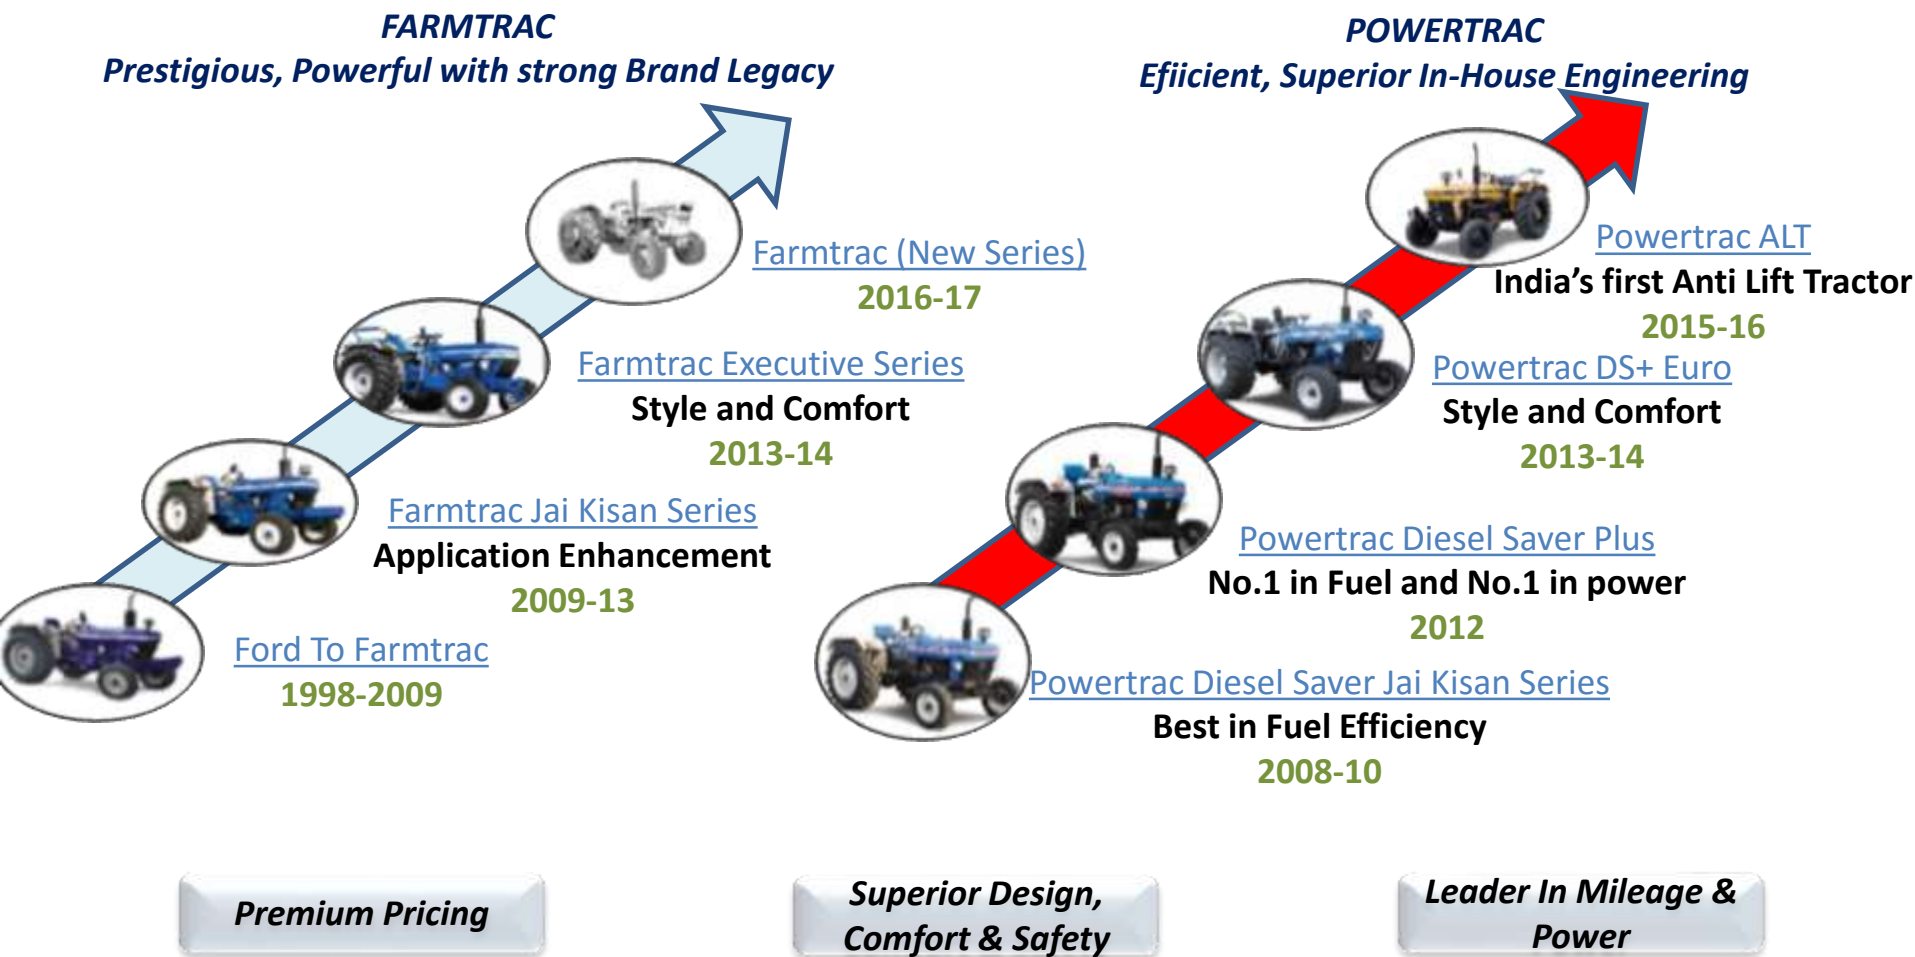 FARMTRAC
Prestigious, Powerful with strong Brand Legacy
Farmtrac (New Series)
2016-17
Farmtrac Executive Series
Style and Comfort
2013-14
Farmtrac Jai Kisan Series
Application Enhancement
2009-13
Ford To Farmtrac
1998-2009
POWERTRAC
Efiicient, Superior In-House Engineering
Powertrac ALT
India’s first Anti Lift Tractor
2015-16
Powertrac DS+ Euro
Style and Comfort
2013-14
Powertrac Diesel Saver Plus
No.1 in Fuel and No.1 in power
2012
Powertrac Diesel Saver Jai Kisan Series
Best in Fuel Efficiency
2008-10
Premium Pricing
Superior Design,
Comfort & Safety
Leader In Mileage &
Power